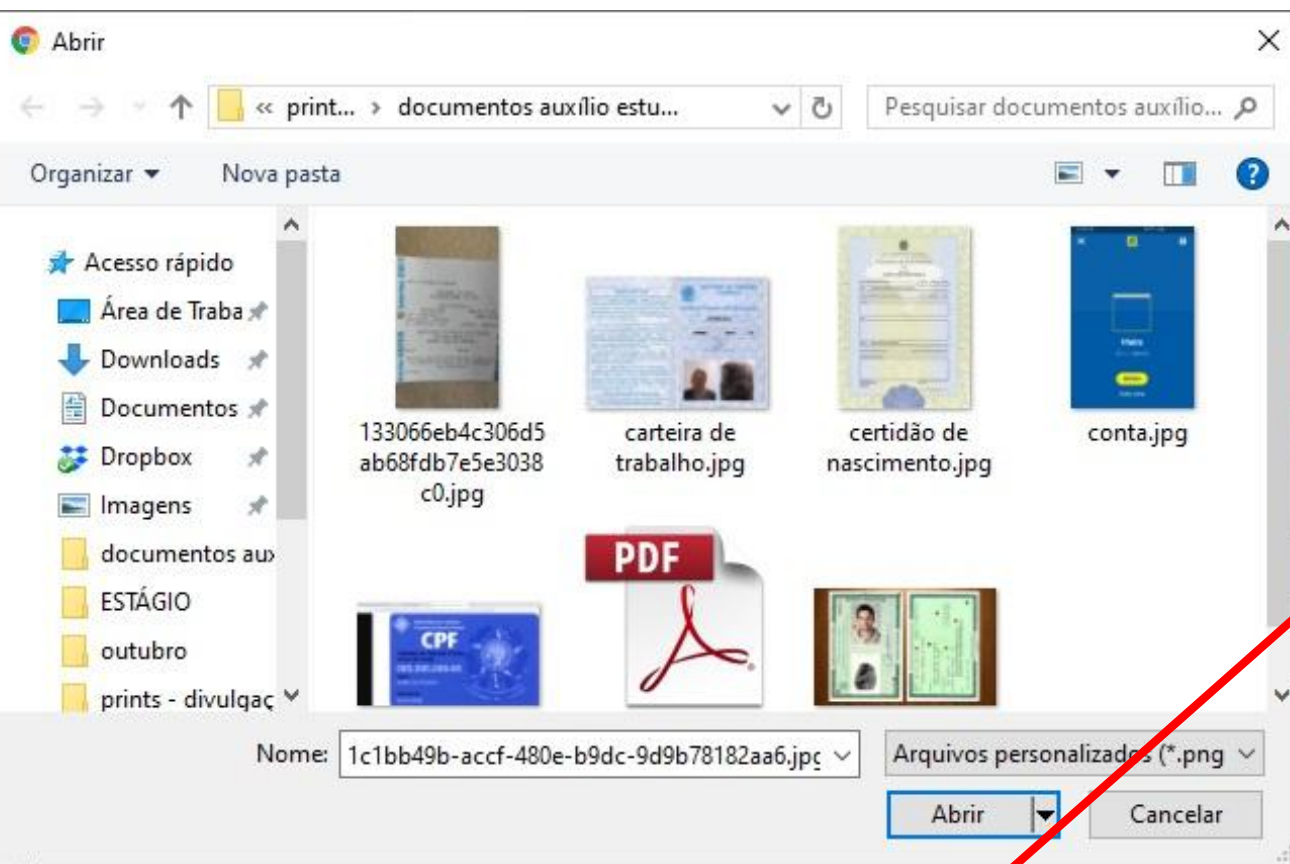 Abrir
« print... › documentos auxílio estu...
Pesquisar documentos auxílio...
Organizar
Nova pasta
Acesso rápido
Área de Traba
Downloads
Documentos
Dropbox
Imagens
documentos aux
ESTÁGIO
outubro
prints - divulgaç
133066eb4c306d5
ab68fdb7e5e3038
c0.jpg
carteira de
trabalho.jpg
certidão de
nascimento.jpg
conta.jpg
CPF
PDF
Nome:
1c1bb49b-accf-480e-b9dc-9d9b78182aa6.jpg
Arquivos personalizados (*.png
Abrir
Cancelar